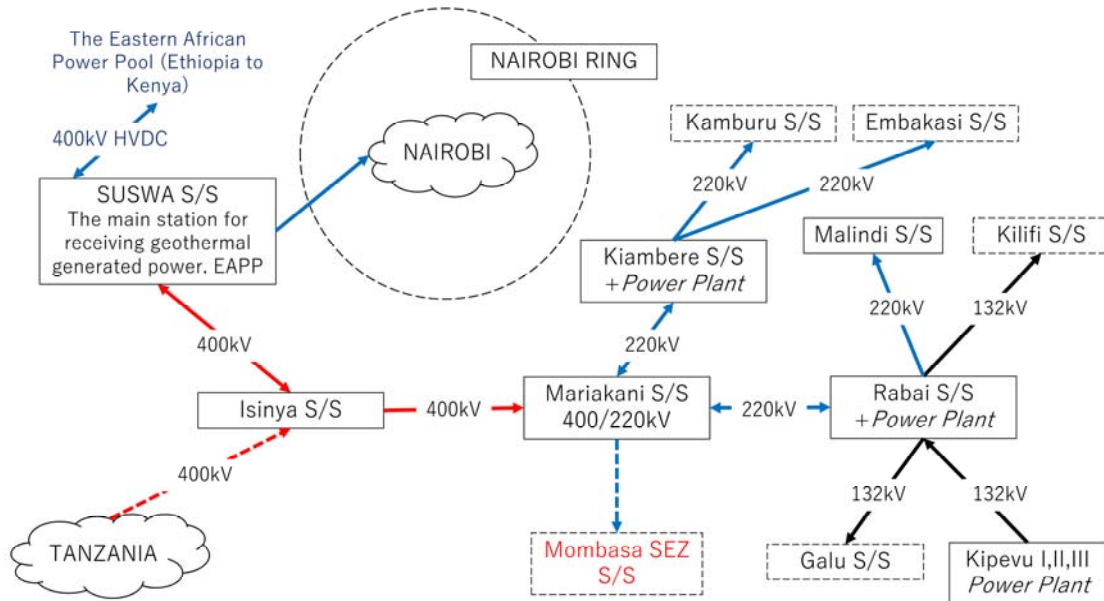 The Eastern African
Power Pool (Ethiopia to
Kenya)
NAIROBI RING
400kV HVDC
NAIROBI
Kamburu S/S
Embakasi S/S
220kV
220kV
SUSWA S/S
The main station for
receiving geothermal
generated power. EAPP
Kiambere S/S
+Power Plant
Malindi S/S
Kilifi S/S
400kV
220kV
220kV
132kV
Isinya S/S
400kV
Mariakani S/S
400/220kV
220kV
Rabai S/S
+Power Plant
400kV
132kV
132kV
TANZANIA
Mombasa SEZ
S/S
Galu S/S
Kipevu I,II,III
Power Plant